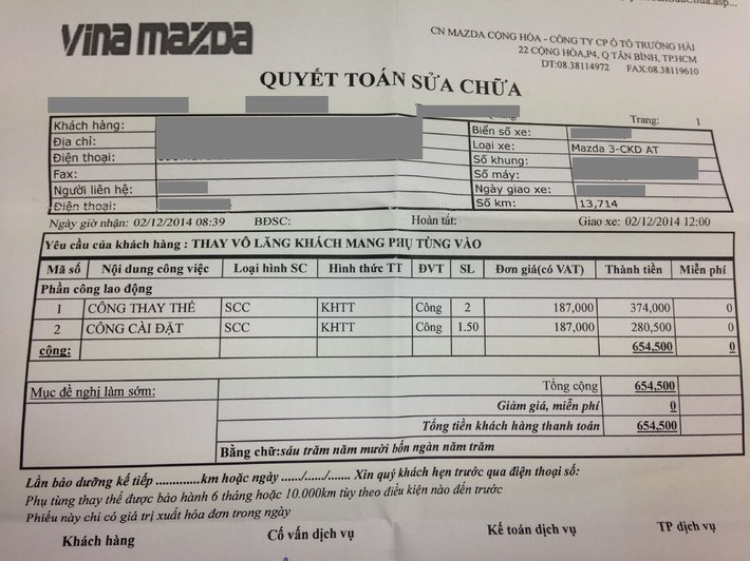 vina mazda
CN MAZDA CỘNG HÒA - CÔNG TY CP Ô TÔ TRƯỜNG HẢI
22 CỘNG HÒA,P4, Q TÂN BÌNH, TP.HCM
DT:08.38114972 FAX:08.38119610
QUYẾT TOÁN SỬA CHỮA
Trang: 1
Khách hàng:
Địa chỉ:
Điện thoại:
Fax:
Người liên hệ:
Điện thoại:
Biển số xe:
Loại xe: Mazda 3-CKD AT
Số khung:
Số máy:
Ngày giao xe:
Số km: 13,714
Ngày giờ nhận: 02/12/2014 08:39 BĐSC: Hoàn tất: Giao xe: 02/12/2014 12:00
Yêu cầu của khách hàng : THAY VÔ LĂNG KHÁCH MANG PHỤ TÙNG VÀO
Mã số Nội dung công việc Loại hình SC Hình thức TT ĐVT SL Đơn giá(có VAT) Thành tiền Miễn phí
Phần công lao động
1 CÔNG THAY THẾ SCC KHTT Công 2 187,000 374,000 0
2 CÔNG CÀI ĐẶT SCC KHTT Công 1.50 187,000 280,500 0
cộng: 654,500 0
Mục đề nghị làm sớm:
Tổng cộng 654,500
Giảm giá, miễn phí 0
Tổng tiền khách hàng thanh toán 654,500
Bằng chữ:sáu trăm năm mười bốn ngàn năm trăm
Lần bảo dưỡng kế tiếp ..............km hoặc ngày ....../....../...... Xin quý khách hẹn trước qua điện thoại số:
Phụ tùng thay thế được bảo hành 6 tháng hoặc 10.000km tùy theo điều kiện nào đến trước
Phiếu này chỉ có giá trị xuất hóa đơn trong ngày
Khách hàng Cố vấn dịch vụ Kế toán dịch vụ TP dịch vụ